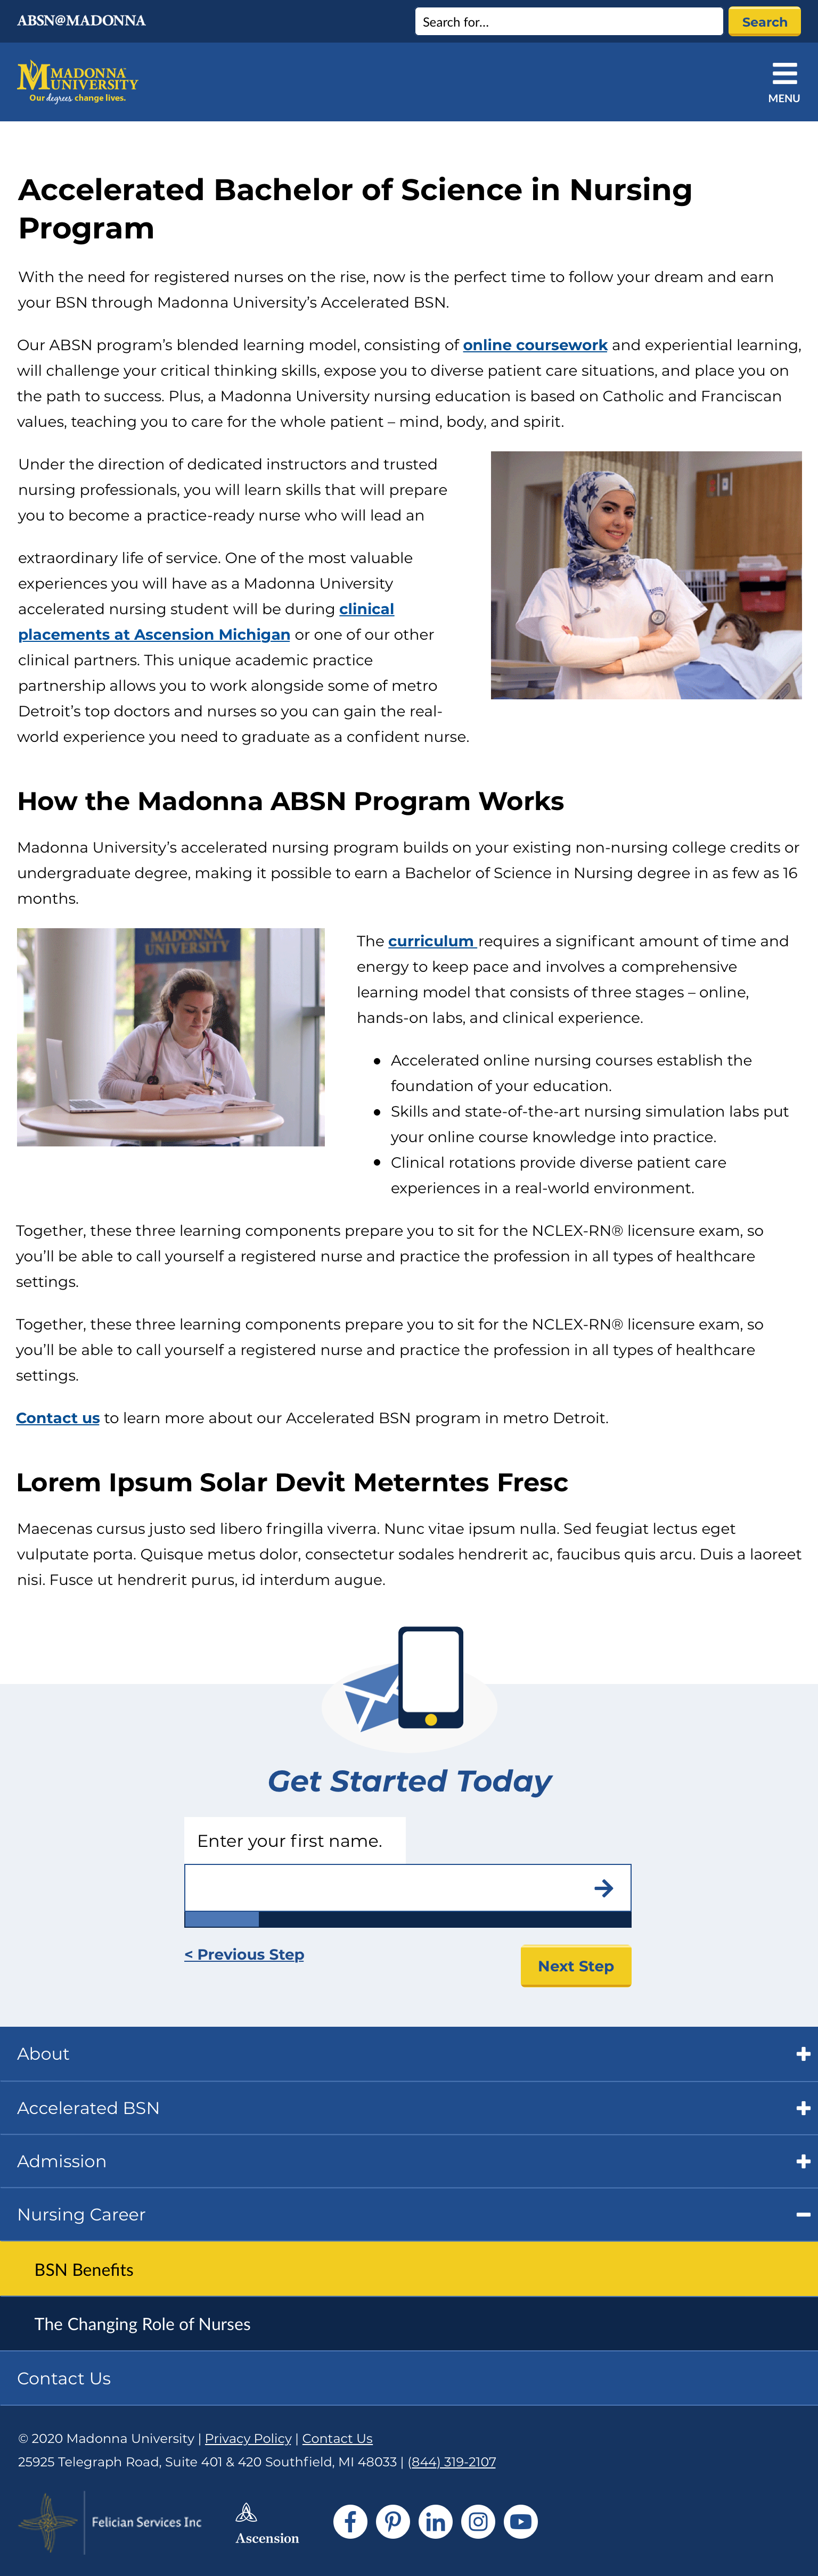 ABSN@MADONNA
Search for...
Search
MADONNA
UNIVERSITY
Our degrees change lives.
MENU
Accelerated Bachelor of Science in Nursing
Program
With the need for registered nurses on the rise, now is the perfect time to follow your dream and earn
your BSN through Madonna University’s Accelerated BSN.
Our ABSN program’s blended learning model, consisting of online coursework and experiential learning,
will challenge your critical thinking skills, expose you to diverse patient care situations, and place you on
the path to success. Plus, a Madonna University nursing education is based on Catholic and Franciscan
values, teaching you to care for the whole patient – mind, body, and spirit.
Under the direction of dedicated instructors and trusted
nursing professionals, you will learn skills that will prepare
you to become a practice-ready nurse who will lead an
extraordinary life of service. One of the most valuable
experiences you will have as a Madonna University
accelerated nursing student will be during clinical
placements at Ascension Michigan or one of our other
clinical partners. This unique academic practice
partnership allows you to work alongside some of metro
Detroit’s top doctors and nurses so you can gain the real-
world experience you need to graduate as a confident nurse.
How the Madonna ABSN Program Works
Madonna University’s accelerated nursing program builds on your existing non-nursing college credits or
undergraduate degree, making it possible to earn a Bachelor of Science in Nursing degree in as few as 16
months.
MADONNA
UNIVERSITY
The curriculum requires a significant amount of time and
energy to keep pace and involves a comprehensive
learning model that consists of three stages – online,
hands-on labs, and clinical experience.
● Accelerated online nursing courses establish the
foundation of your education.
● Skills and state-of-the-art nursing simulation labs put
your online course knowledge into practice.
● Clinical rotations provide diverse patient care
experiences in a real-world environment.
Together, these three learning components prepare you to sit for the NCLEX-RN® licensure exam, so
you’ll be able to call yourself a registered nurse and practice the profession in all types of healthcare
settings.
Together, these three learning components prepare you to sit for the NCLEX-RN® licensure exam, so
you’ll be able to call yourself a registered nurse and practice the profession in all types of healthcare
settings.
Contact us to learn more about our Accelerated BSN program in metro Detroit.
Lorem Ipsum Solar Devit Meterntes Fresc
Maecenas cursus justo sed libero fringilla viverra. Nunc vitae ipsum nulla. Sed feugiat lectus eget
vulputate porta. Quisque metus dolor, consectetur sodales hendrerit ac, faucibus quis arcu. Duis a laoreet
nisi. Fusce ut hendrerit purus, id interdum augue.
Get Started Today
Enter your first name.
< Previous Step
Next Step
About
Accelerated BSN
Admission
Nursing Career
BSN Benefits
The Changing Role of Nurses
Contact Us
© 2020 Madonna University | Privacy Policy | Contact Us
25925 Telegraph Road, Suite 401 & 420 Southfield, MI 48033 | (844) 319-2107
Felician Services Inc
Ascension